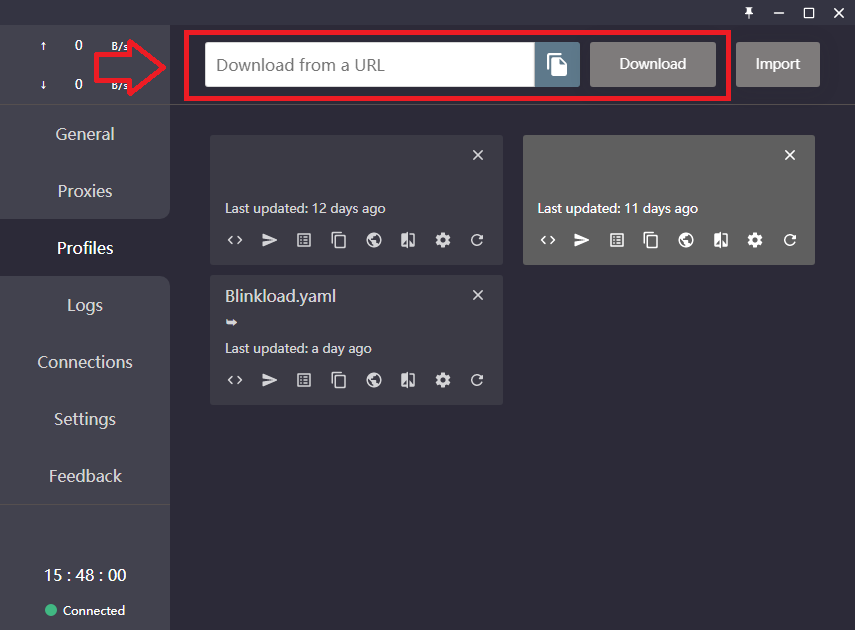 ↑ 0 B/s
↓ 0 B/s
Download from a URL
Download
Import
General
Proxies
Profiles
Logs
Connections
Settings
Feedback
15 : 48 : 00
Connected
Last updated: 12 days ago
Last updated: 11 days ago
Blinkload.yaml
Last updated: a day ago